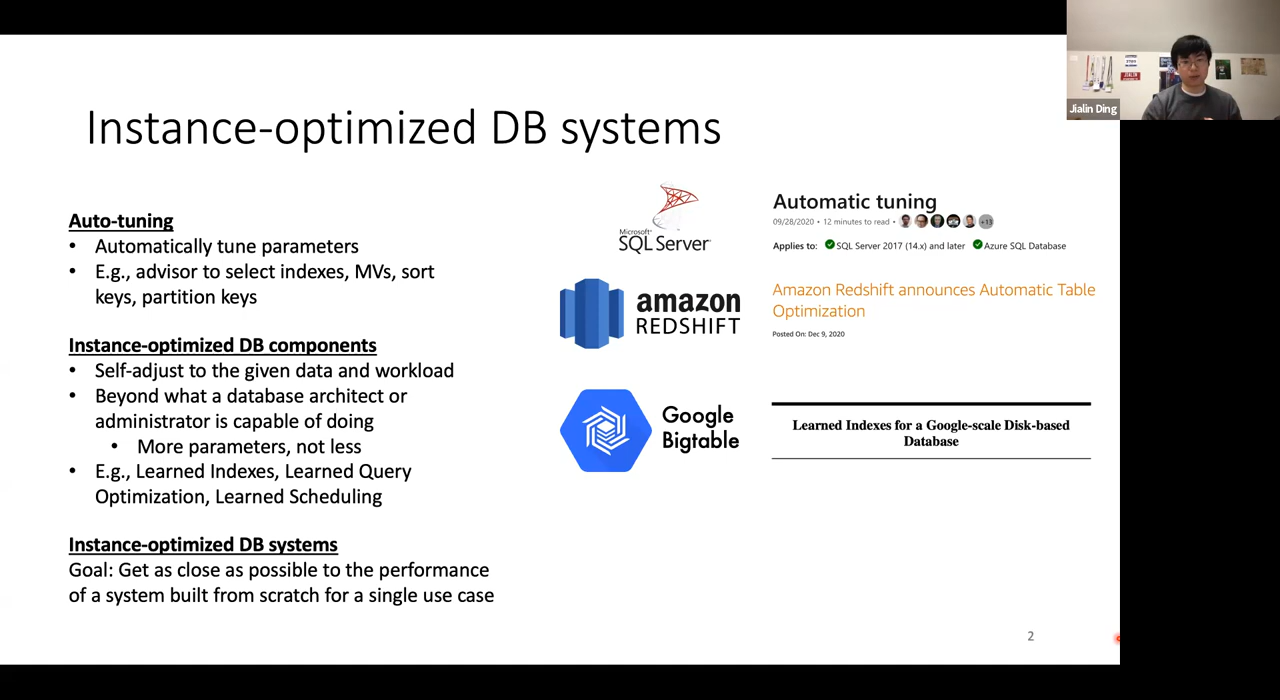 Jialin Ding
Instance-optimized DB systems
Auto-tuning
• Automatically tune parameters
• E.g., advisor to select indexes, MVs, sort
keys, partition keys
Instance-optimized DB components
• Self-adjust to the given data and workload
• Beyond what a database architect or
administrator is capable of doing
• More parameters, not less
• E.g., Learned Indexes, Learned Query
Optimization, Learned Scheduling
Instance-optimized DB systems
Goal: Get as close as possible to the performance
of a system built from scratch for a single use case
Microsoft
SQL Server
Automatic tuning
09/28/2020 • 12 minutes to read • +13
Applies to: SQL Server 2017 (14.x) and later Azure SQL Database
amazon
REDSHIFT
Amazon Redshift announces Automatic Table
Optimization
Posted On: Dec 9, 2020
Google
Bigtable
Learned Indexes for a Google-scale Disk-based
Database
2